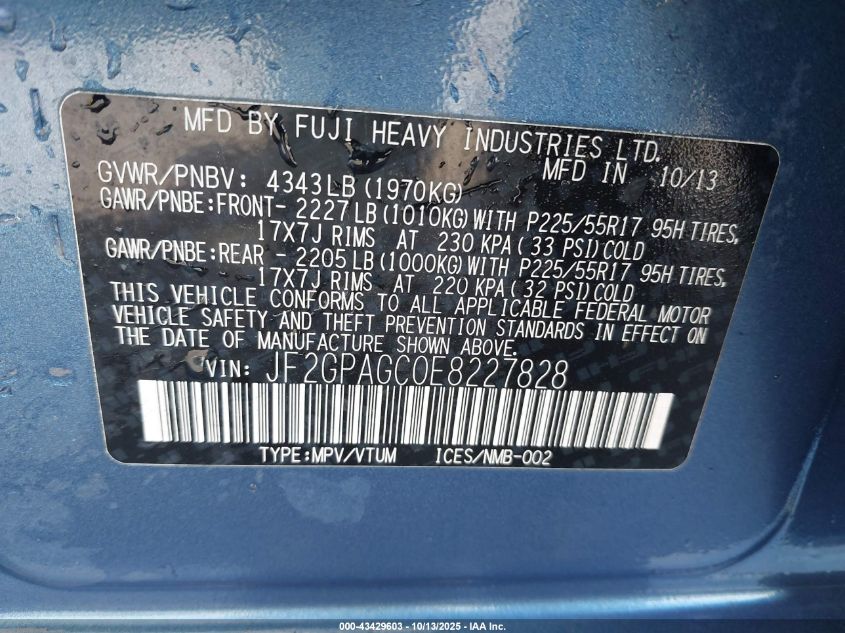 MFD BY FUJI HEAVY INDUSTRIES LTD.
MFD IN 10/13
GVWR/PNBV: 4343LB(1970KG)
GAWR/PNBE:FRONT- 2227LB(1010KG)WITH P225/55R17 95H TIRES,
17X7J RIMS AT 230 KPA(33 PSI)COLD
GAWR/PNBE:REAR - 2205 LB(1000KG)WITH P225/55R17 95H TIRES,
17X7J RIMS AT 220 KPA(32 PSI)COLD
THIS VEHICLE CONFORMS TO ALL APPLICABLE FEDERAL MOTOR
VEHICLE SAFETY AND THEFT PREVENTION STANDARDS IN EFFECT ON
THE DATE OF MANUFACTURE SHOWN ABOVE.
VIN: JF2GPAGC0E8227828
TYPE:MPV/VTUM ICES/NMB-002
000-43429603 - 10/13/2025 - IAA Inc.